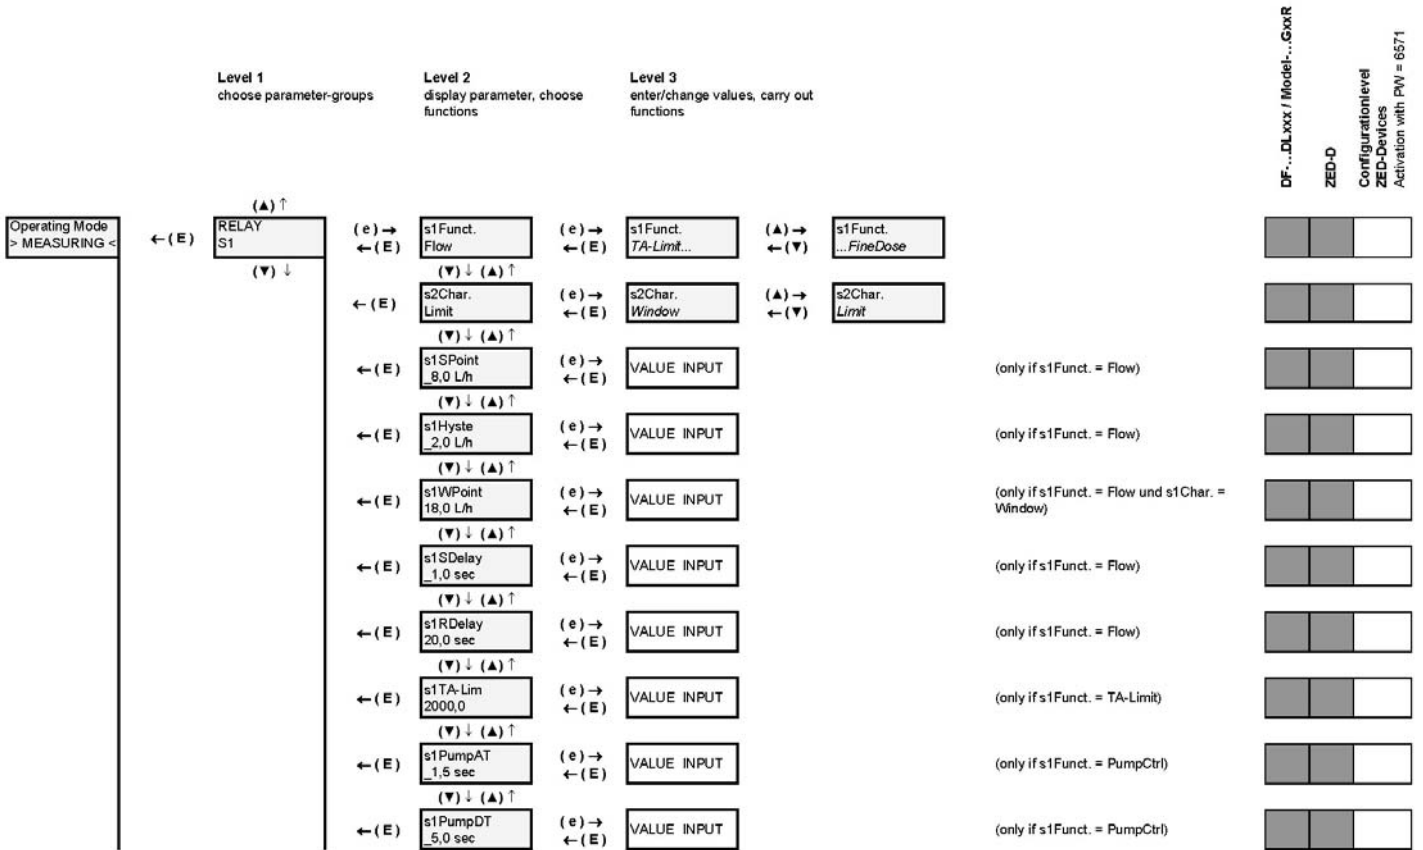 DF-...DLxxx / Model-...GxxR
ZED-D
Configurationlevel
ZED-Devices
Activation with PW = 6571
Level 1
choose parameter-groups
Level 2
display parameter, choose
functions
Level 3
enter/change values, carry out
functions
(▲) ↑
Operating Mode
> MEASURING <
←(E)
RELAY
S1
(e)→
←(E)
s1Funct.
Flow
(e)→
←(E)
s1Funct.
TA-Limit...
(▲)→
←(▼)
s1Funct.
...FineDose
(▼) ↓
(▼)↓ (▲)↑
←(E)
s2Char.
Limit
(e)→
←(E)
s2Char.
Window
(▲)→
←(▼)
s2Char.
Limit
(▼)↓ (▲)↑
←(E)
s1SPoint
_8,0 L/h
(e)→
←(E)
VALUE INPUT
(only if s1Funct. = Flow)
(▼)↓ (▲)↑
←(E)
s1Hyste
_2,0 L/h
(e)→
←(E)
VALUE INPUT
(only if s1Funct. = Flow)
(▼)↓ (▲)↑
←(E)
s1WPoint
18,0 L/h
(e)→
←(E)
VALUE INPUT
(only if s1Funct. = Flow und s1Char. =
Window)
(▼)↓ (▲)↑
←(E)
s1SDelay
_1,0 sec
(e)→
←(E)
VALUE INPUT
(only if s1Funct. = Flow)
(▼)↓ (▲)↑
←(E)
s1RDelay
20,0 sec
(e)→
←(E)
VALUE INPUT
(only if s1Funct. = Flow)
(▼)↓ (▲)↑
←(E)
s1TA-Lim
2000,0
(e)→
←(E)
VALUE INPUT
(only if s1Funct. = TA-Limit)
(▼)↓ (▲)↑
←(E)
s1PumpAT
_1,5 sec
(e)→
←(E)
VALUE INPUT
(only if s1Funct. = PumpCtrl)
(▼)↓ (▲)↑
←(E)
s1PumpDT
_5,0 sec
(e)→
←(E)
VALUE INPUT
(only if s1Funct. = PumpCtrl)